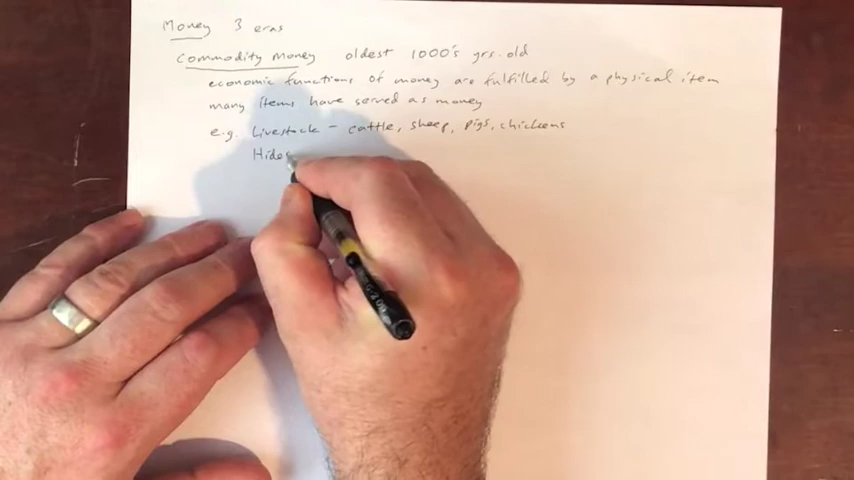 Money 3 eras
Commodity Money oldest 1000's yrs. old
economic functions of money are fulfilled by a physical item
many items have served as money
e.g. Livestock - cattle, sheep, pigs, chickens
Hides